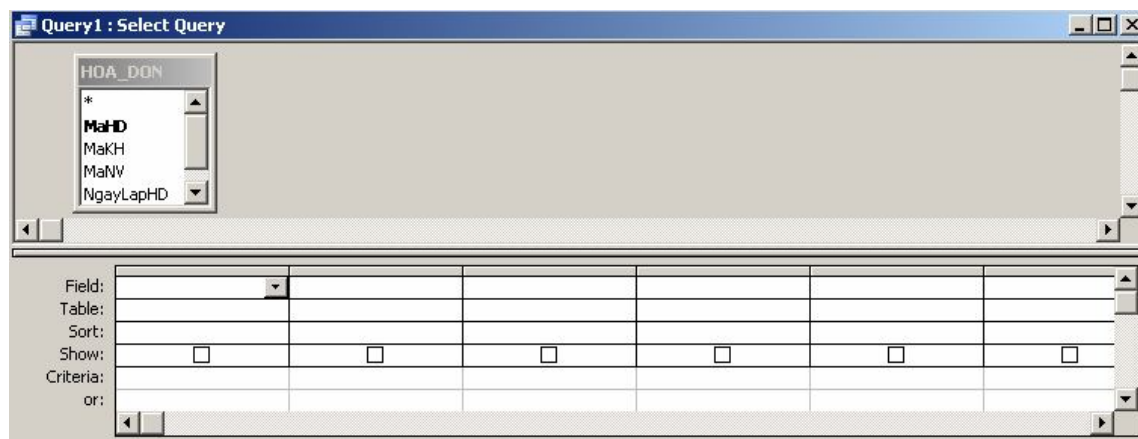 Query1 : Select Query
HOA_DON
*
MaHD
MaKH
MaNV
NgayLapHD
Field:
Table:
Sort:
Show:
Criteria:
or: